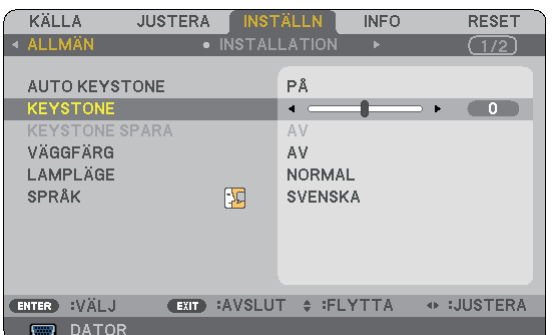 KÄLLA JUSTERA INSTÄLLN INFO RESET
ALLMÄN INSTALLATION 1/2
AUTO KEYSTONE PÅ
KEYSTONE 0
KEYSTONE SPARA AV
VÄGGFÄRG AV
LAMPLÄGE NORMAL
SPRÅK SVENSKA
ENTER :VÄLJ EXIT :AVSLUT :FLYTTA :JUSTERA
DATOR